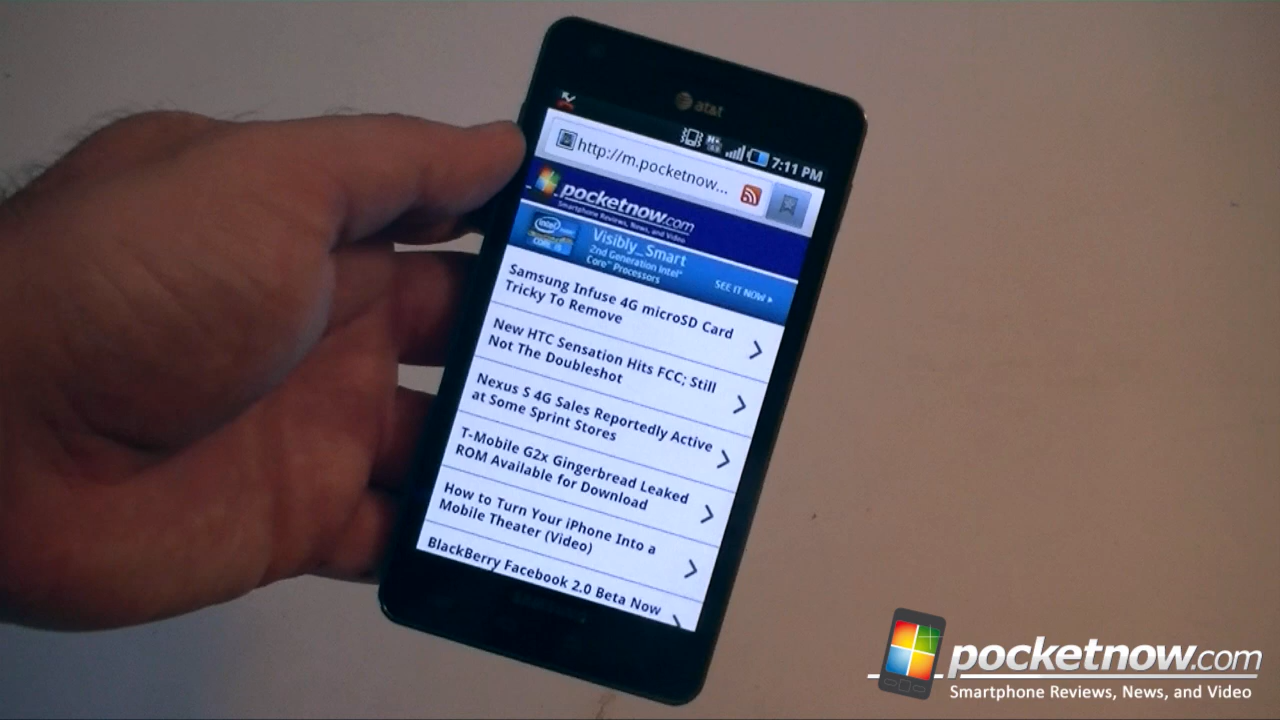 at&t
7:11 PM
http://m.pocketnow...
pocketnow.com
Smartphone Reviews, News, and Video
intel
CORE i5
Visibly_Smart
2nd Generation Intel®
Core™ Processors
SEE IT NOW
Samsung Infuse 4G microSD Card
Tricky To Remove
New HTC Sensation Hits FCC; Still
Not The Doubleshot
Nexus S 4G Sales Reportedly Active
at Some Sprint Stores
T-Mobile G2x Gingerbread Leaked
ROM Available for Download
How to Turn Your iPhone Into a
Mobile Theater (Video)
BlackBerry Facebook 2.0 Beta Now
pocketnow.com
Smartphone Reviews, News, and Video